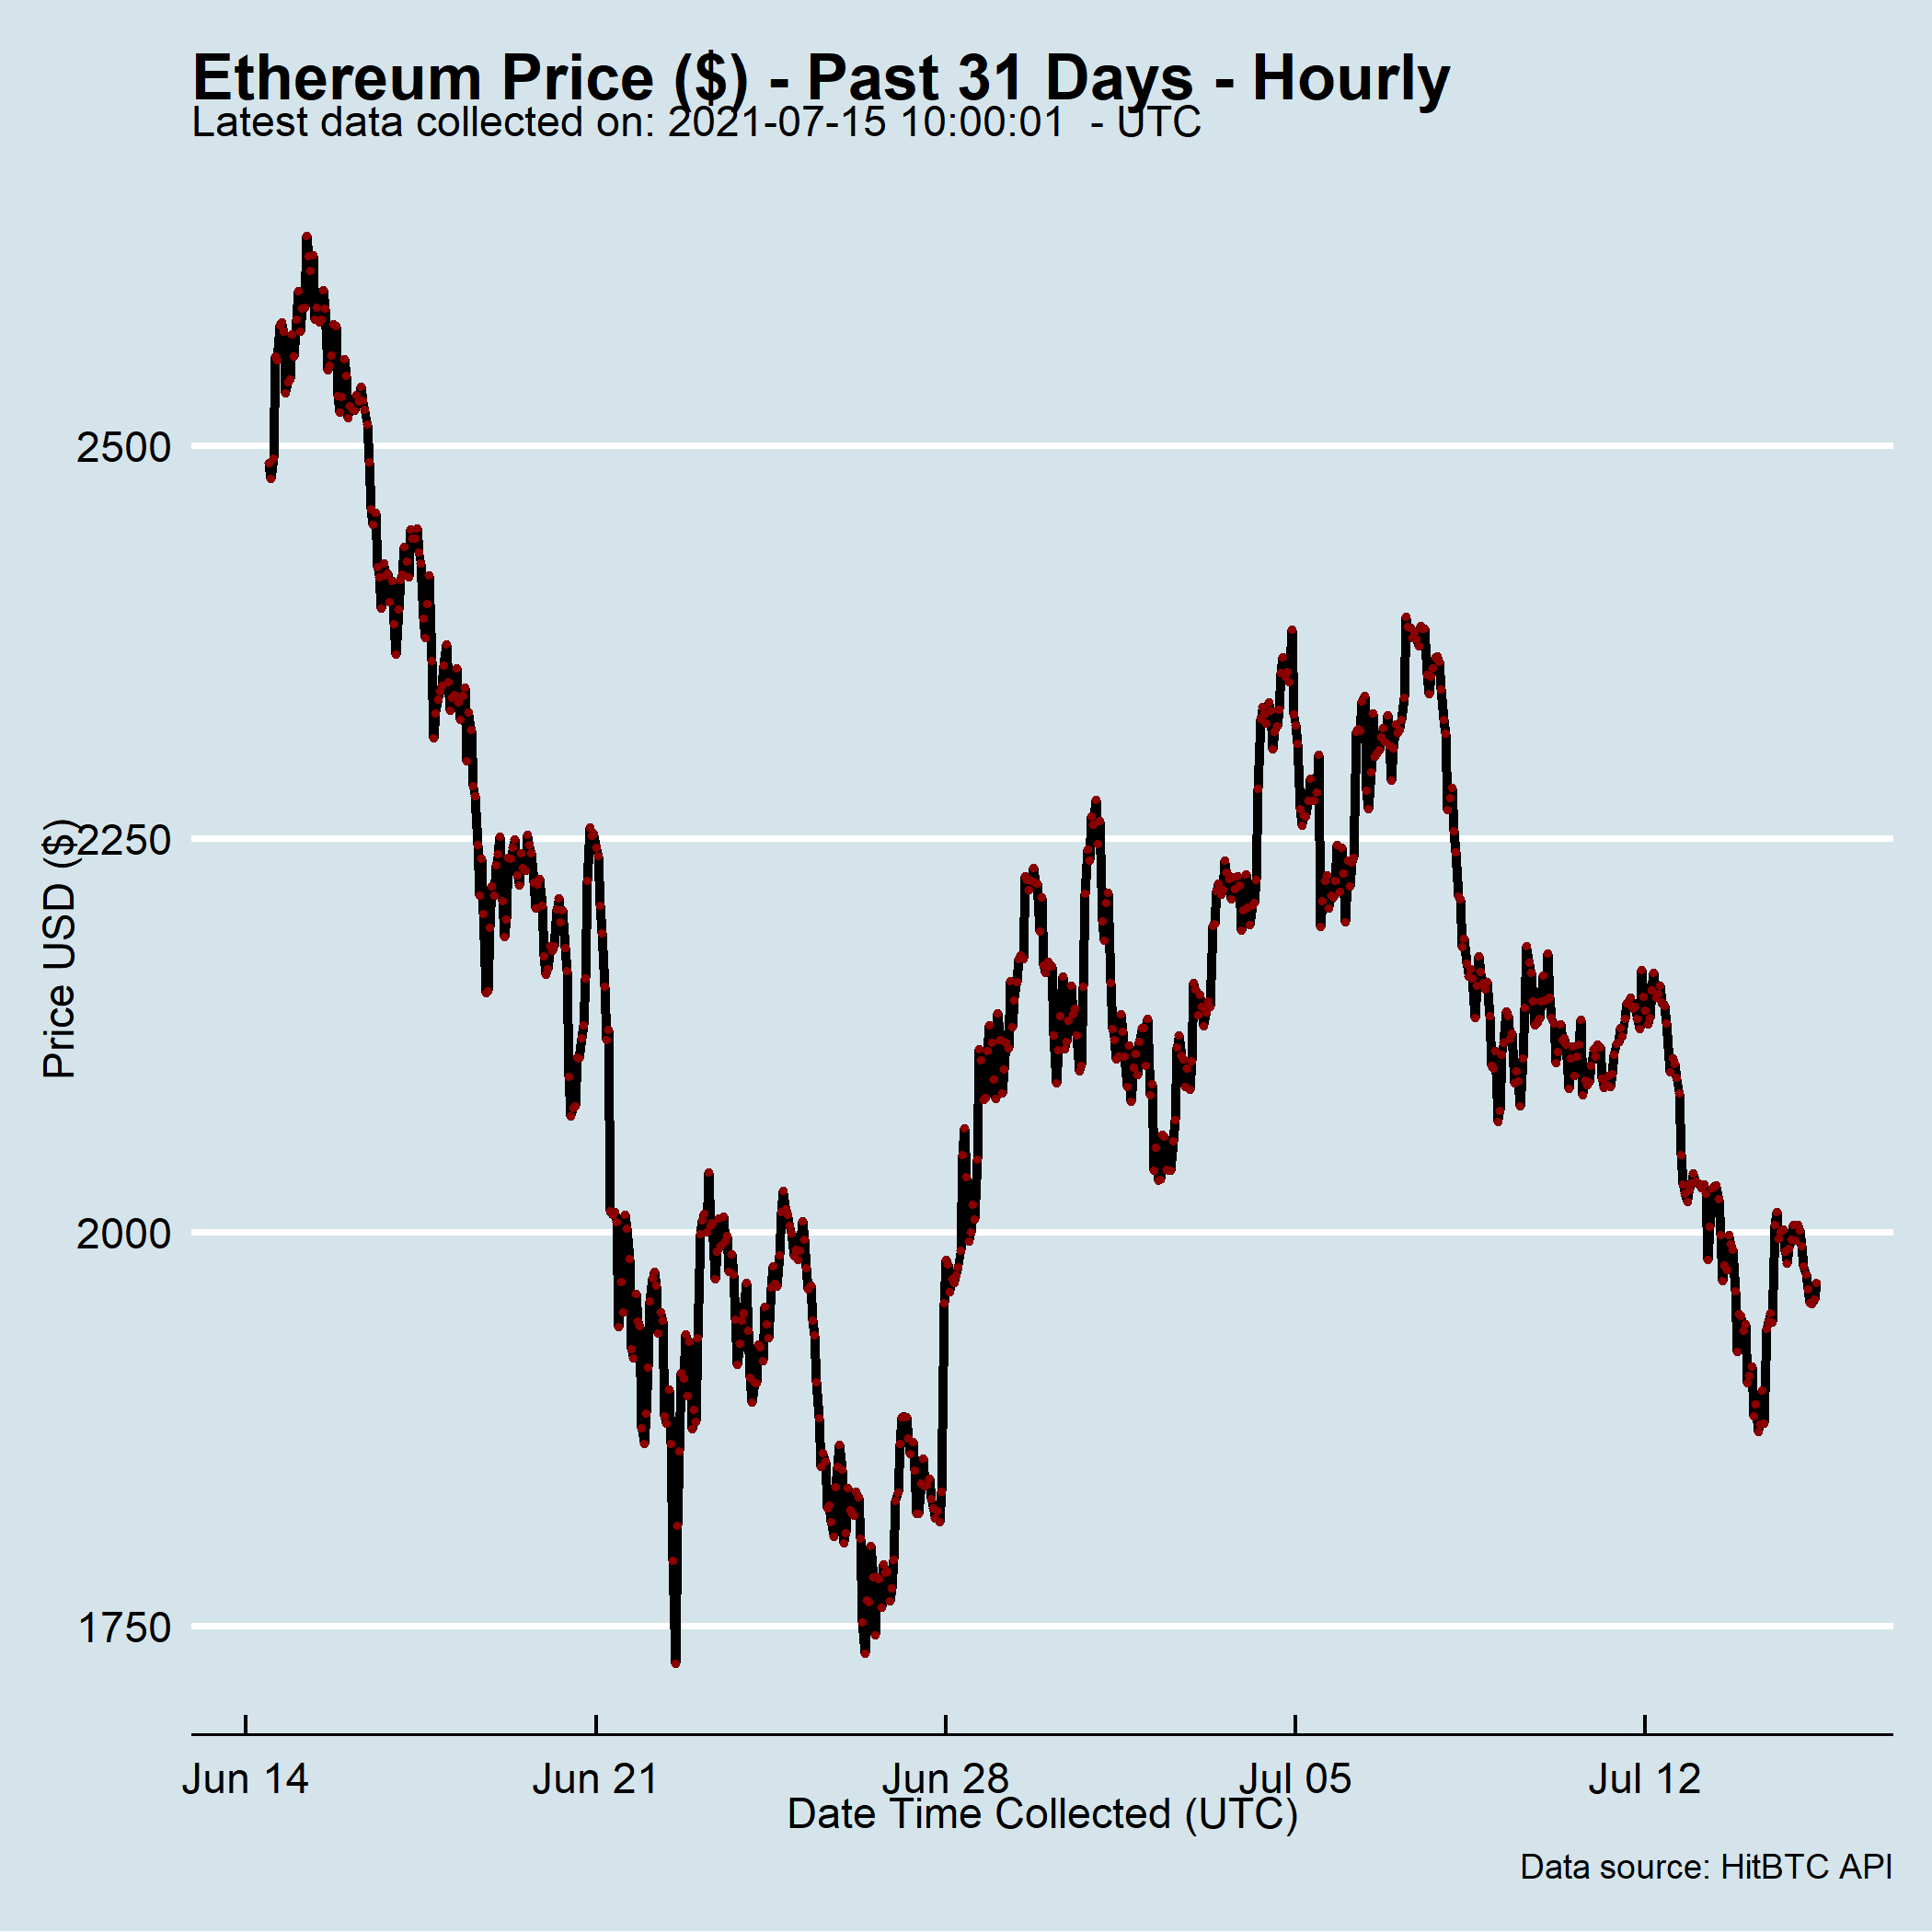 Ethereum Price ($) - Past 31 Days - Hourly
Latest data collected on: 2021-07-15 10:00:01  - UTC
Price USD ($)
2500
2250
2000
1750
Jun 14
Jun 21
Jun 28
Jul 05
Jul 12
Date Time Collected (UTC)
Data source: HitBTC API